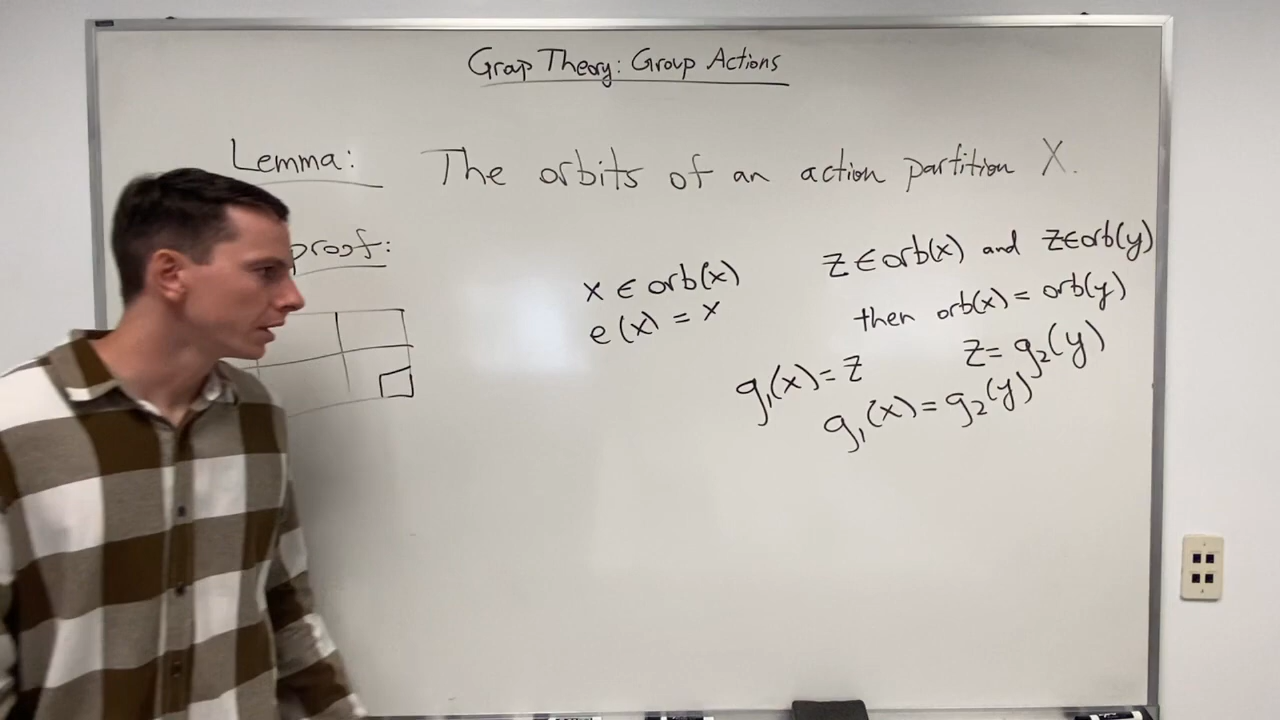 Group Theory: Group Actions
Lemma: The orbits of an action partition X.
proof:
x ∈ orb(x)
e(x) = x
z ∈ orb(x) and z∈orb(y)
then orb(x) = orb(y)
g₁(x) = z z = g₂(y)
g₁(x) = g₂(y)